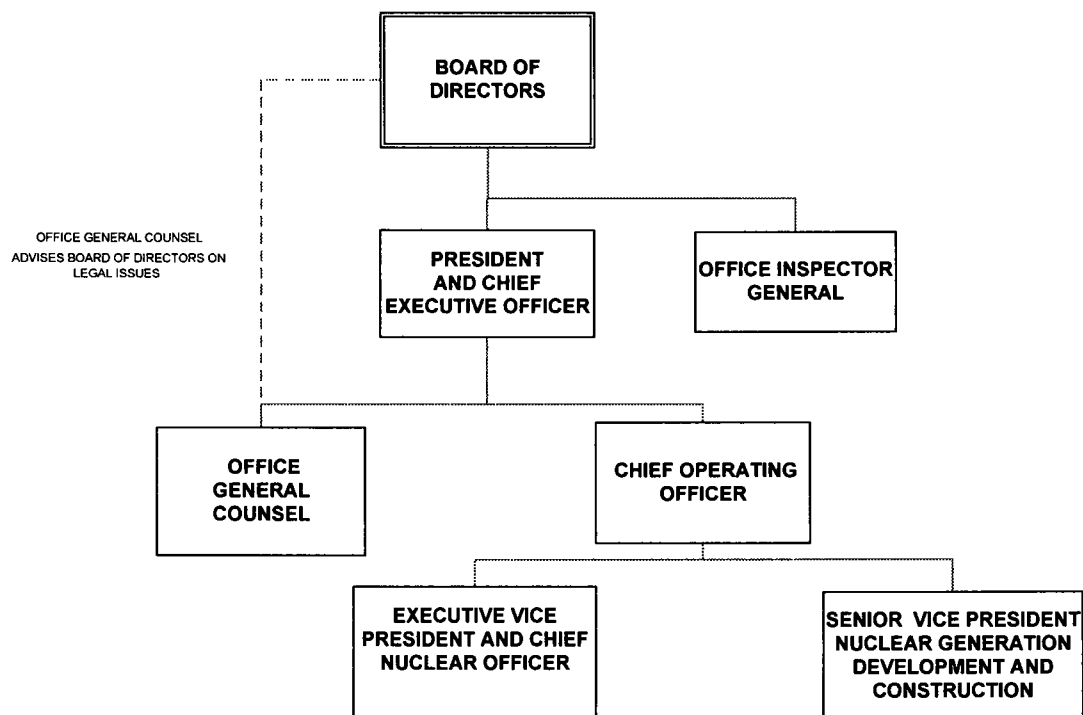 BOARD OF
DIRECTORS
OFFICE GENERAL COUNSEL
ADVISES BOARD OF DIRECTORS ON
LEGAL ISSUES
PRESIDENT
AND CHIEF
EXECUTIVE OFFICER
OFFICE INSPECTOR
GENERAL
OFFICE
GENERAL
COUNSEL
CHIEF OPERATING
OFFICER
EXECUTIVE VICE
PRESIDENT AND CHIEF
NUCLEAR OFFICER
SENIOR VICE PRESIDENT
NUCLEAR GENERATION
DEVELOPMENT AND
CONSTRUCTION